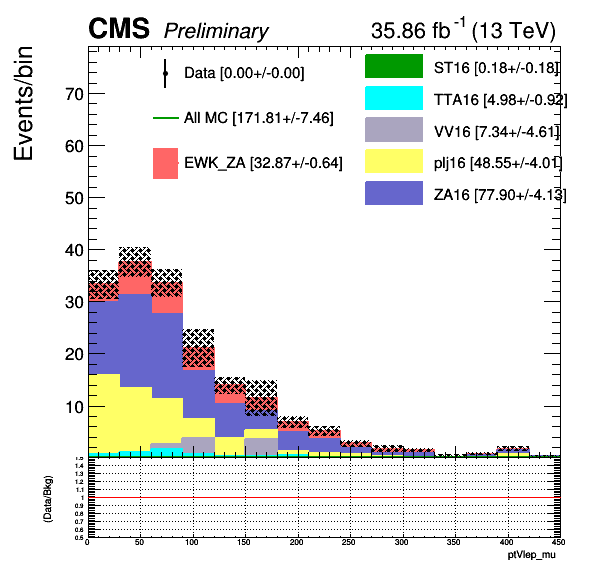 CMS Preliminary 35.86 fb⁻¹ (13 TeV)
Events/bin
Data [0.00+/-0.00]
All MC [171.81+/-7.46]
EWK_ZA [32.87+/-0.64]
ST16 [0.18+/-0.18]
TTA16 [4.98+/-0.92]
VV16 [7.34+/-4.61]
plj16 [48.55+/-4.01]
ZA16 [77.90+/-4.13]
70
60
50
40
30
20
10
(Data/Bkg)
1.5
1.4
1.3
1.2
1.1
1
0.9
0.8
0.7
0.6
0.5
0 50 100 150 200 250 300 350 400 450
ptVlep_mu